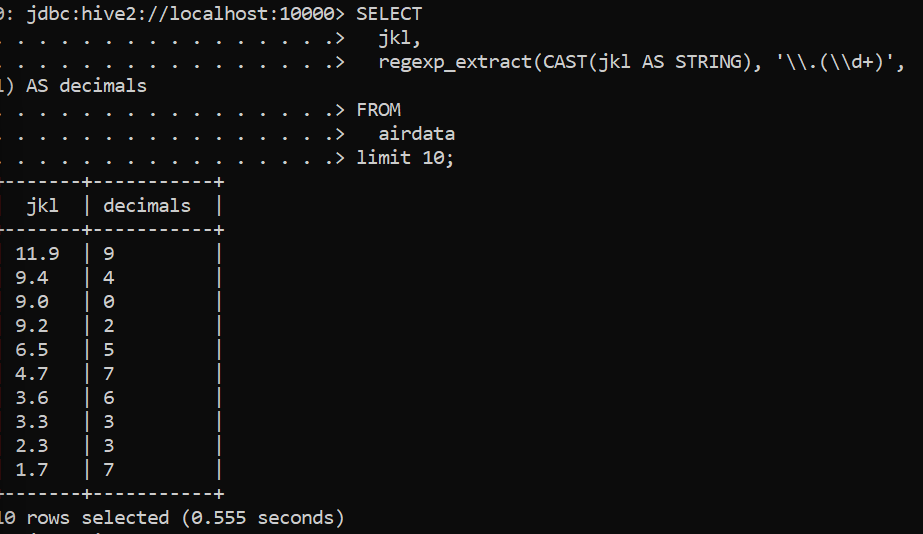 0: jdbc:hive2://localhost:10000> SELECT
. . . . . . . . . . . . . . . .> jkl,
. . . . . . . . . . . . . . . .> regexp_extract(CAST(jkl AS STRING), '\\.(\\d+)',
1) AS decimals
. . . . . . . . . . . . . . . .> FROM
. . . . . . . . . . . . . . . .> airdata
. . . . . . . . . . . . . . . .> limit 10;
-------+-----------+
jkl | decimals |
-------+-----------+
11.9 | 9 |
9.4 | 4 |
9.0 | 0 |
9.2 | 2 |
6.5 | 5 |
4.7 | 7 |
3.6 | 6 |
3.3 | 3 |
2.3 | 3 |
1.7 | 7 |
-------+-----------+
10 rows selected (0.555 seconds)